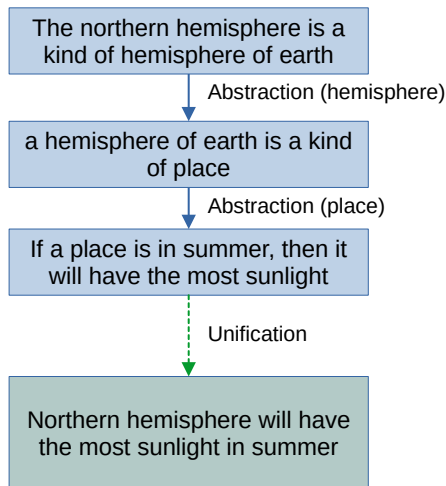 The northern hemisphere is a
kind of hemisphere of earth
Abstraction (hemisphere)
a hemisphere of earth is a kind
of place
Abstraction (place)
If a place is in summer, then it
will have the most sunlight
Unification
Northern hemisphere will have
the most sunlight in summer